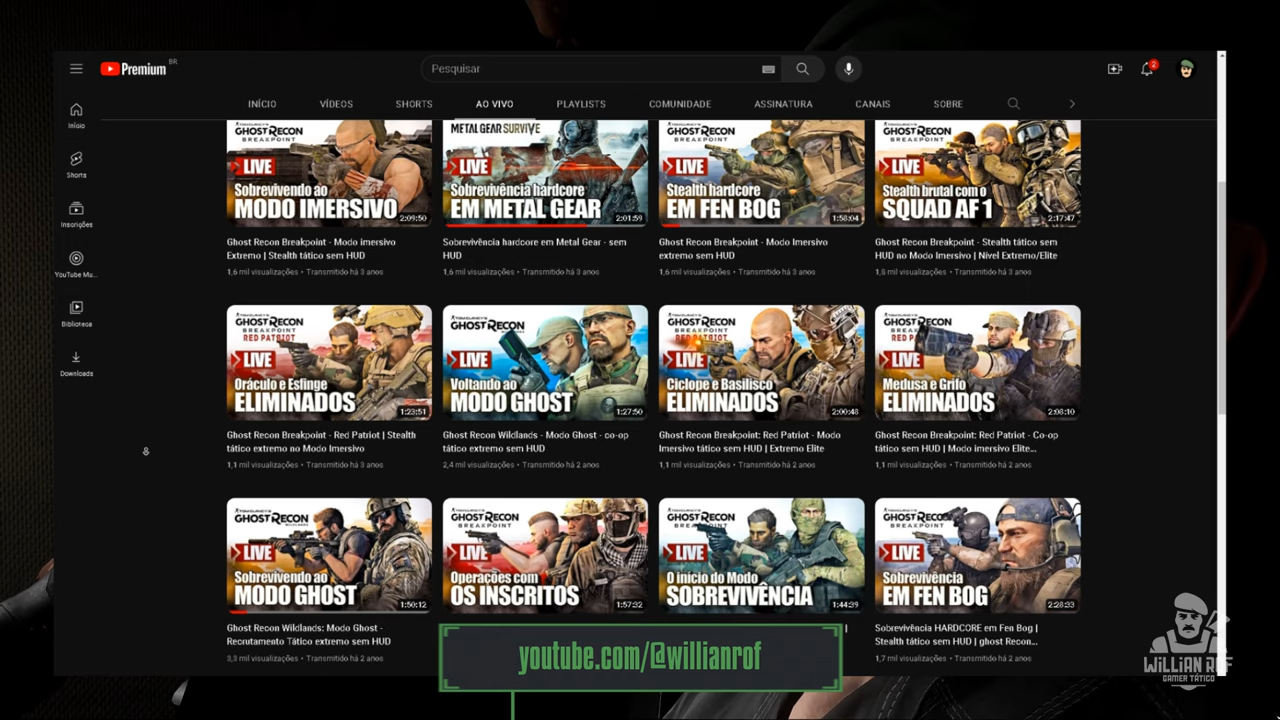 Premium BR
Pesquisar
2
INÍCIO VÍDEOS SHORTS AO VIVO PLAYLISTS COMUNIDADE ASSINATURA CANAIS SOBRE
Início
Shorts
Inscrições
YouTube Mu...
Biblioteca
Downloads
GHOST RECON
BREAKPOINT
LIVE
Sobrevivendo ao
MODO IMERSIVO
2:09:50
Ghost Recon Breakpoint - Modo imersivo
Extremo | Stealth tático sem HUD
1,6 mil visualizações • Transmitido há 3 anos
METAL GEAR SURVIVE
LIVE
Sobrevivência hardcore
EM METAL GEAR
2:01:59
Sobrevivência hardcore em Metal Gear - sem
HUD
1,6 mil visualizações • Transmitido há 3 anos
GHOST RECON
BREAKPOINT
LIVE
Stealth hardcore
EM FEN BOG
1:58:04
Ghost Recon Breakpoint - Modo Imersivo
extremo sem HUD
1,6 mil visualizações • Transmitido há 3 anos
GHOST RECON
BREAKPOINT
LIVE
Stealth brutal com o
SQUAD AF 1
2:17:47
Ghost Recon Breakpoint - Stealth tático sem
HUD no Modo Imersivo | Nível Extremo/Elite
1,8 mil visualizações • Transmitido há 3 anos
GHOST RECON
BREAKPOINT
RED PATRIOT
LIVE
Oráculo e Esfinge
ELIMINADOS
1:23:51
Ghost Recon Breakpoint - Red Patriot | Stealth
tático extremo no Modo Imersivo
1,1 mil visualizações • Transmitido há 3 anos
GHOST RECON
LIVE
Voltando ao
MODO GHOST
1:27:50
Ghost Recon Wildlands - Modo Ghost - co-op
tático extremo sem HUD
2,4 mil visualizações • Transmitido há 2 anos
GHOST RECON
BREAKPOINT
RED PATRIOT
LIVE
Ciclope e Basilisco
ELIMINADOS
2:00:48
Ghost Recon Breakpoint: Red Patriot - Modo
Imersivo tático sem HUD | Extremo Elite
1,1 mil visualizações • Transmitido há 2 anos
GHOST RECON
BREAKPOINT
RED PATRIOT
LIVE
Medusa e Grifo
ELIMINADOS
2:08:10
Ghost Recon Breakpoint: Red Patriot - Co-op
tático sem HUD | Modo imersivo Elite...
1,1 mil visualizações • Transmitido há 2 anos
GHOST RECON
WILDLANDS
LIVE
Sobrevivendo ao
MODO GHOST
1:50:12
Ghost Recon Wildlands: Modo Ghost -
Recrutamento Tático extremo sem HUD
3,3 mil visualizações • Transmitido há 2 anos
GHOST RECON
BREAKPOINT
LIVE
Operações com
OS INSCRITOS
1:57:32
GHOST RECON
BREAKPOINT
LIVE
O início do Modo
SOBREVIVÊNCIA
1:44:39
GHOST RECON
BREAKPOINT
LIVE
Sobrevivência
EM FEN BOG
2:28:33
Sobrevivência HARDCORE em Fen Bog |
Stealth tático sem HUD | ghost Recon...
1,7 mil visualizações • Transmitido há 2 anos
youtube.com/@willianrof
WILLIAN ROF
GAMER TÁTICO